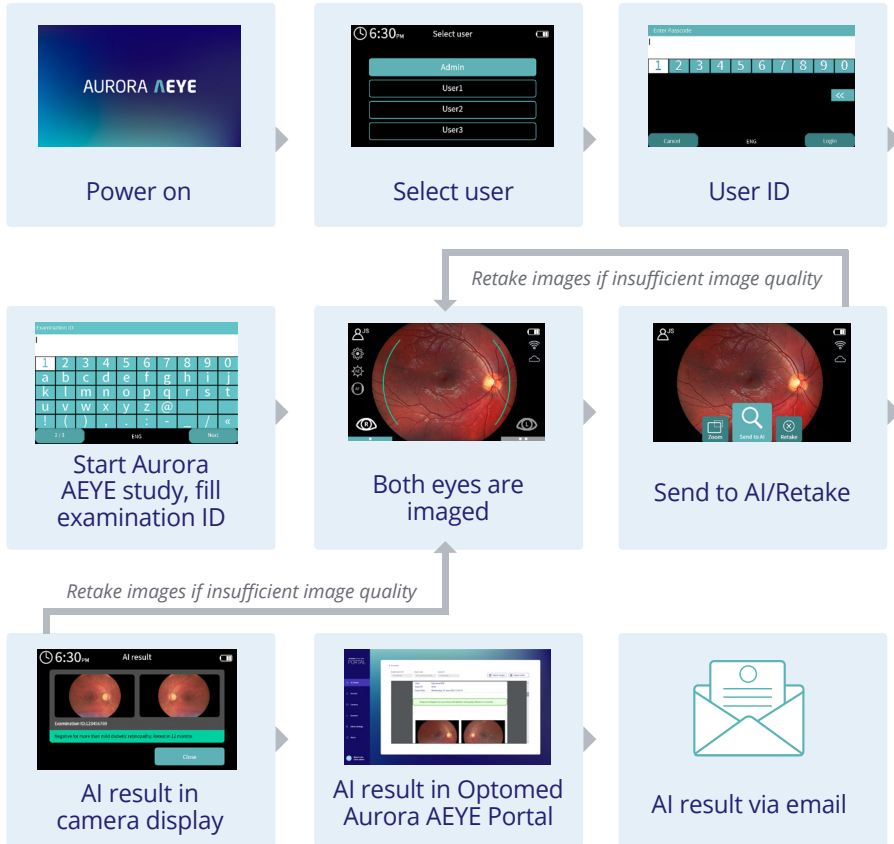 AURORA AEYE
Power on
6:30PM Select user
Admin
User1
User2
User3
Select user
Enter Passcode
1 2 3 4 5 6 7 8 9 0
«
Cancel ENG Login
User ID
Retake images if insufficient image quality
Examination ID
1 2 3 4 5 6 7 8 9 0
a b c d e f g h i j
k l m n o p q r s t
u v w x y z @
! ( ) , . : - _ / «
ENG Next
Start Aurora
AEYE study, fill
examination ID
JS
R L
Both eyes are
imaged
JS
Zoom Send to AI Retake
Send to AI/Retake
Retake images if insufficient image quality
6:30PM AI result
Negative for more than mild diabetic retinopathy. Retest in 12 months
Close
AI result in
camera display
PORTAL
AI result in Optomed
Aurora AEYE Portal
AI result via email